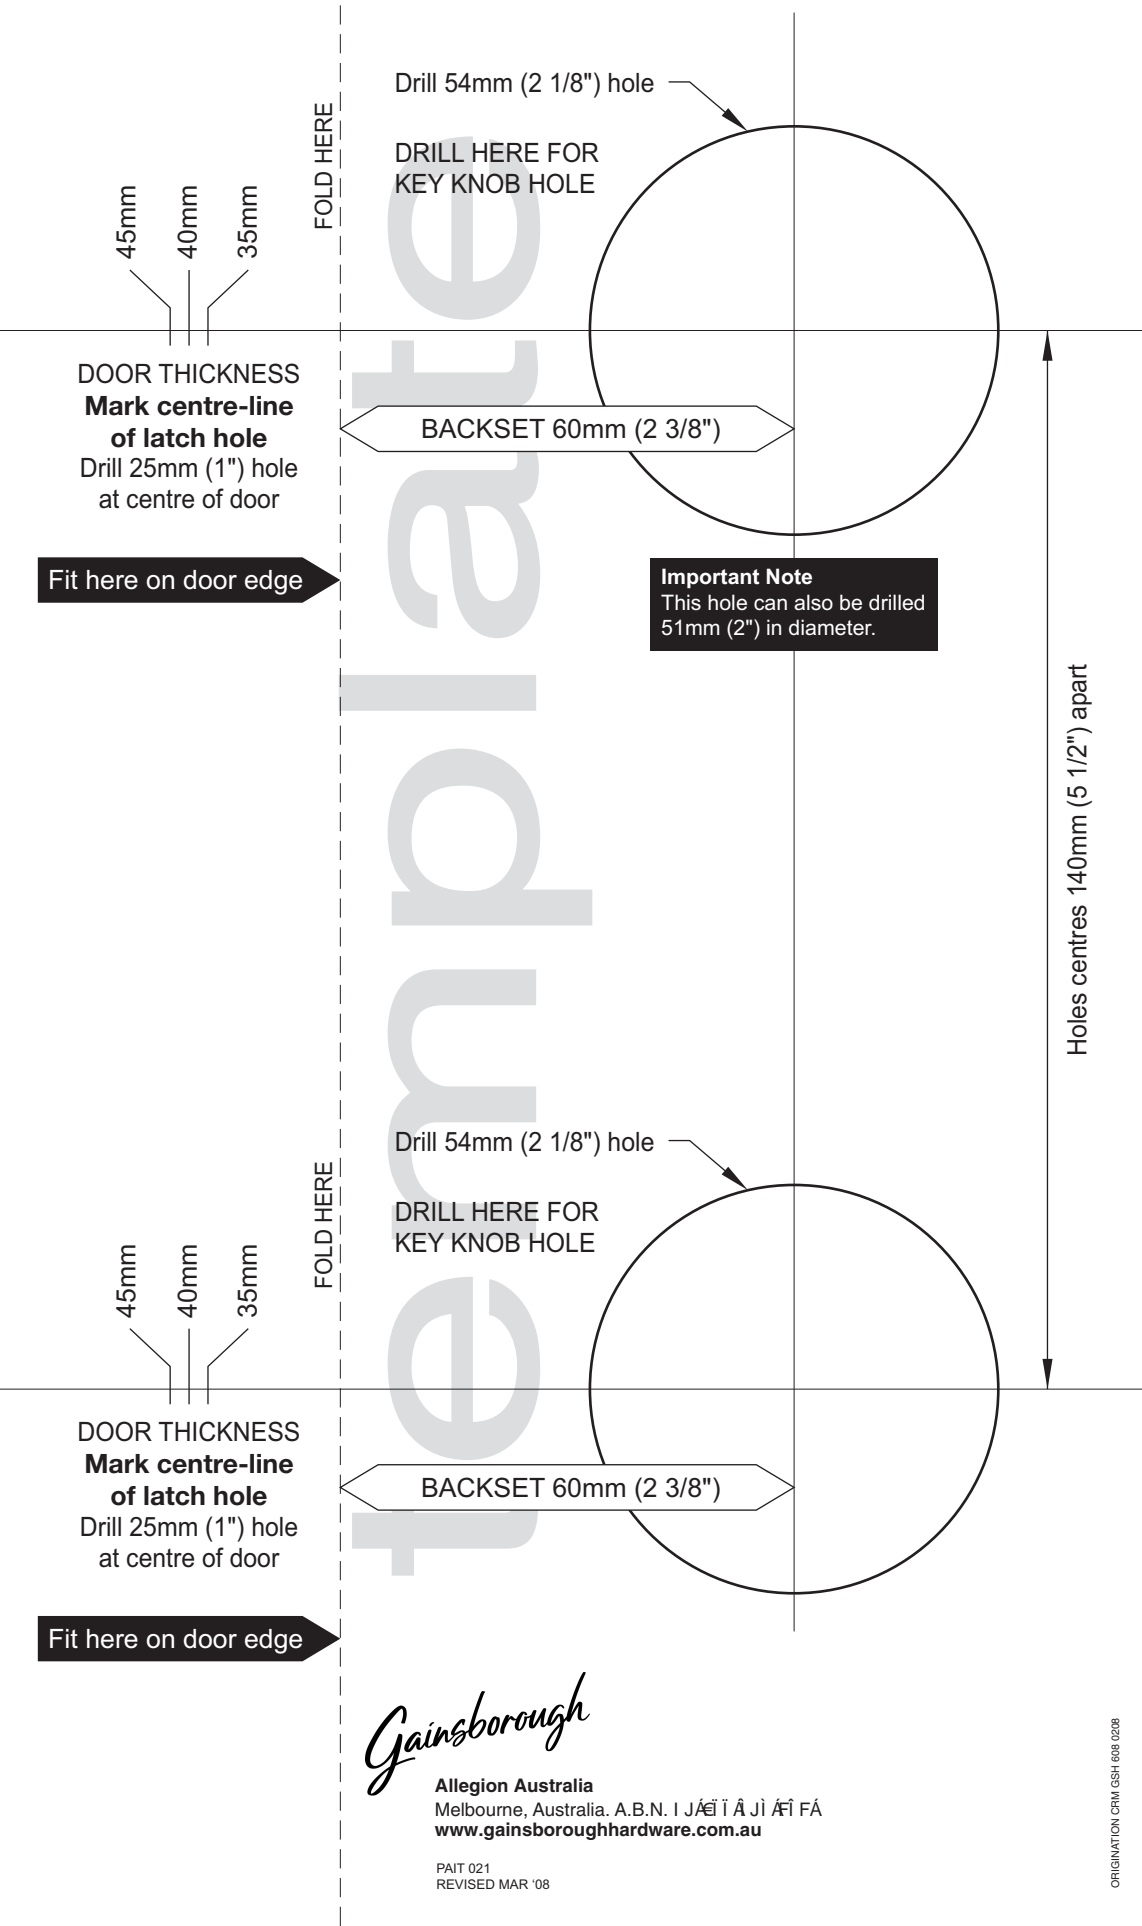 Drill 54mm (2 1/8") hole
FOLD HERE
DRILL HERE FOR
KEY KNOB HOLE
45mm
40mm
35mm
DOOR THICKNESS
Mark centre-line
of latch hole
Drill 25mm (1") hole
at centre of door
BACKSET 60mm (2 3/8")
Fit here on door edge
Important Note
This hole can also be drilled
51mm (2") in diameter.
template
Holes centres 140mm (5 1/2") apart
Drill 54mm (2 1/8") hole
FOLD HERE
DRILL HERE FOR
KEY KNOB HOLE
45mm
40mm
35mm
DOOR THICKNESS
Mark centre-line
of latch hole
Drill 25mm (1") hole
at centre of door
BACKSET 60mm (2 3/8")
Fit here on door edge
Gainsborough
Allegion Australia
Melbourne, Australia. A.B.N.
www.gainsboroughhardware.com.au
PAIT 021
REVISED MAR ‘08
ORIGINATION CRM GSH 608 0208